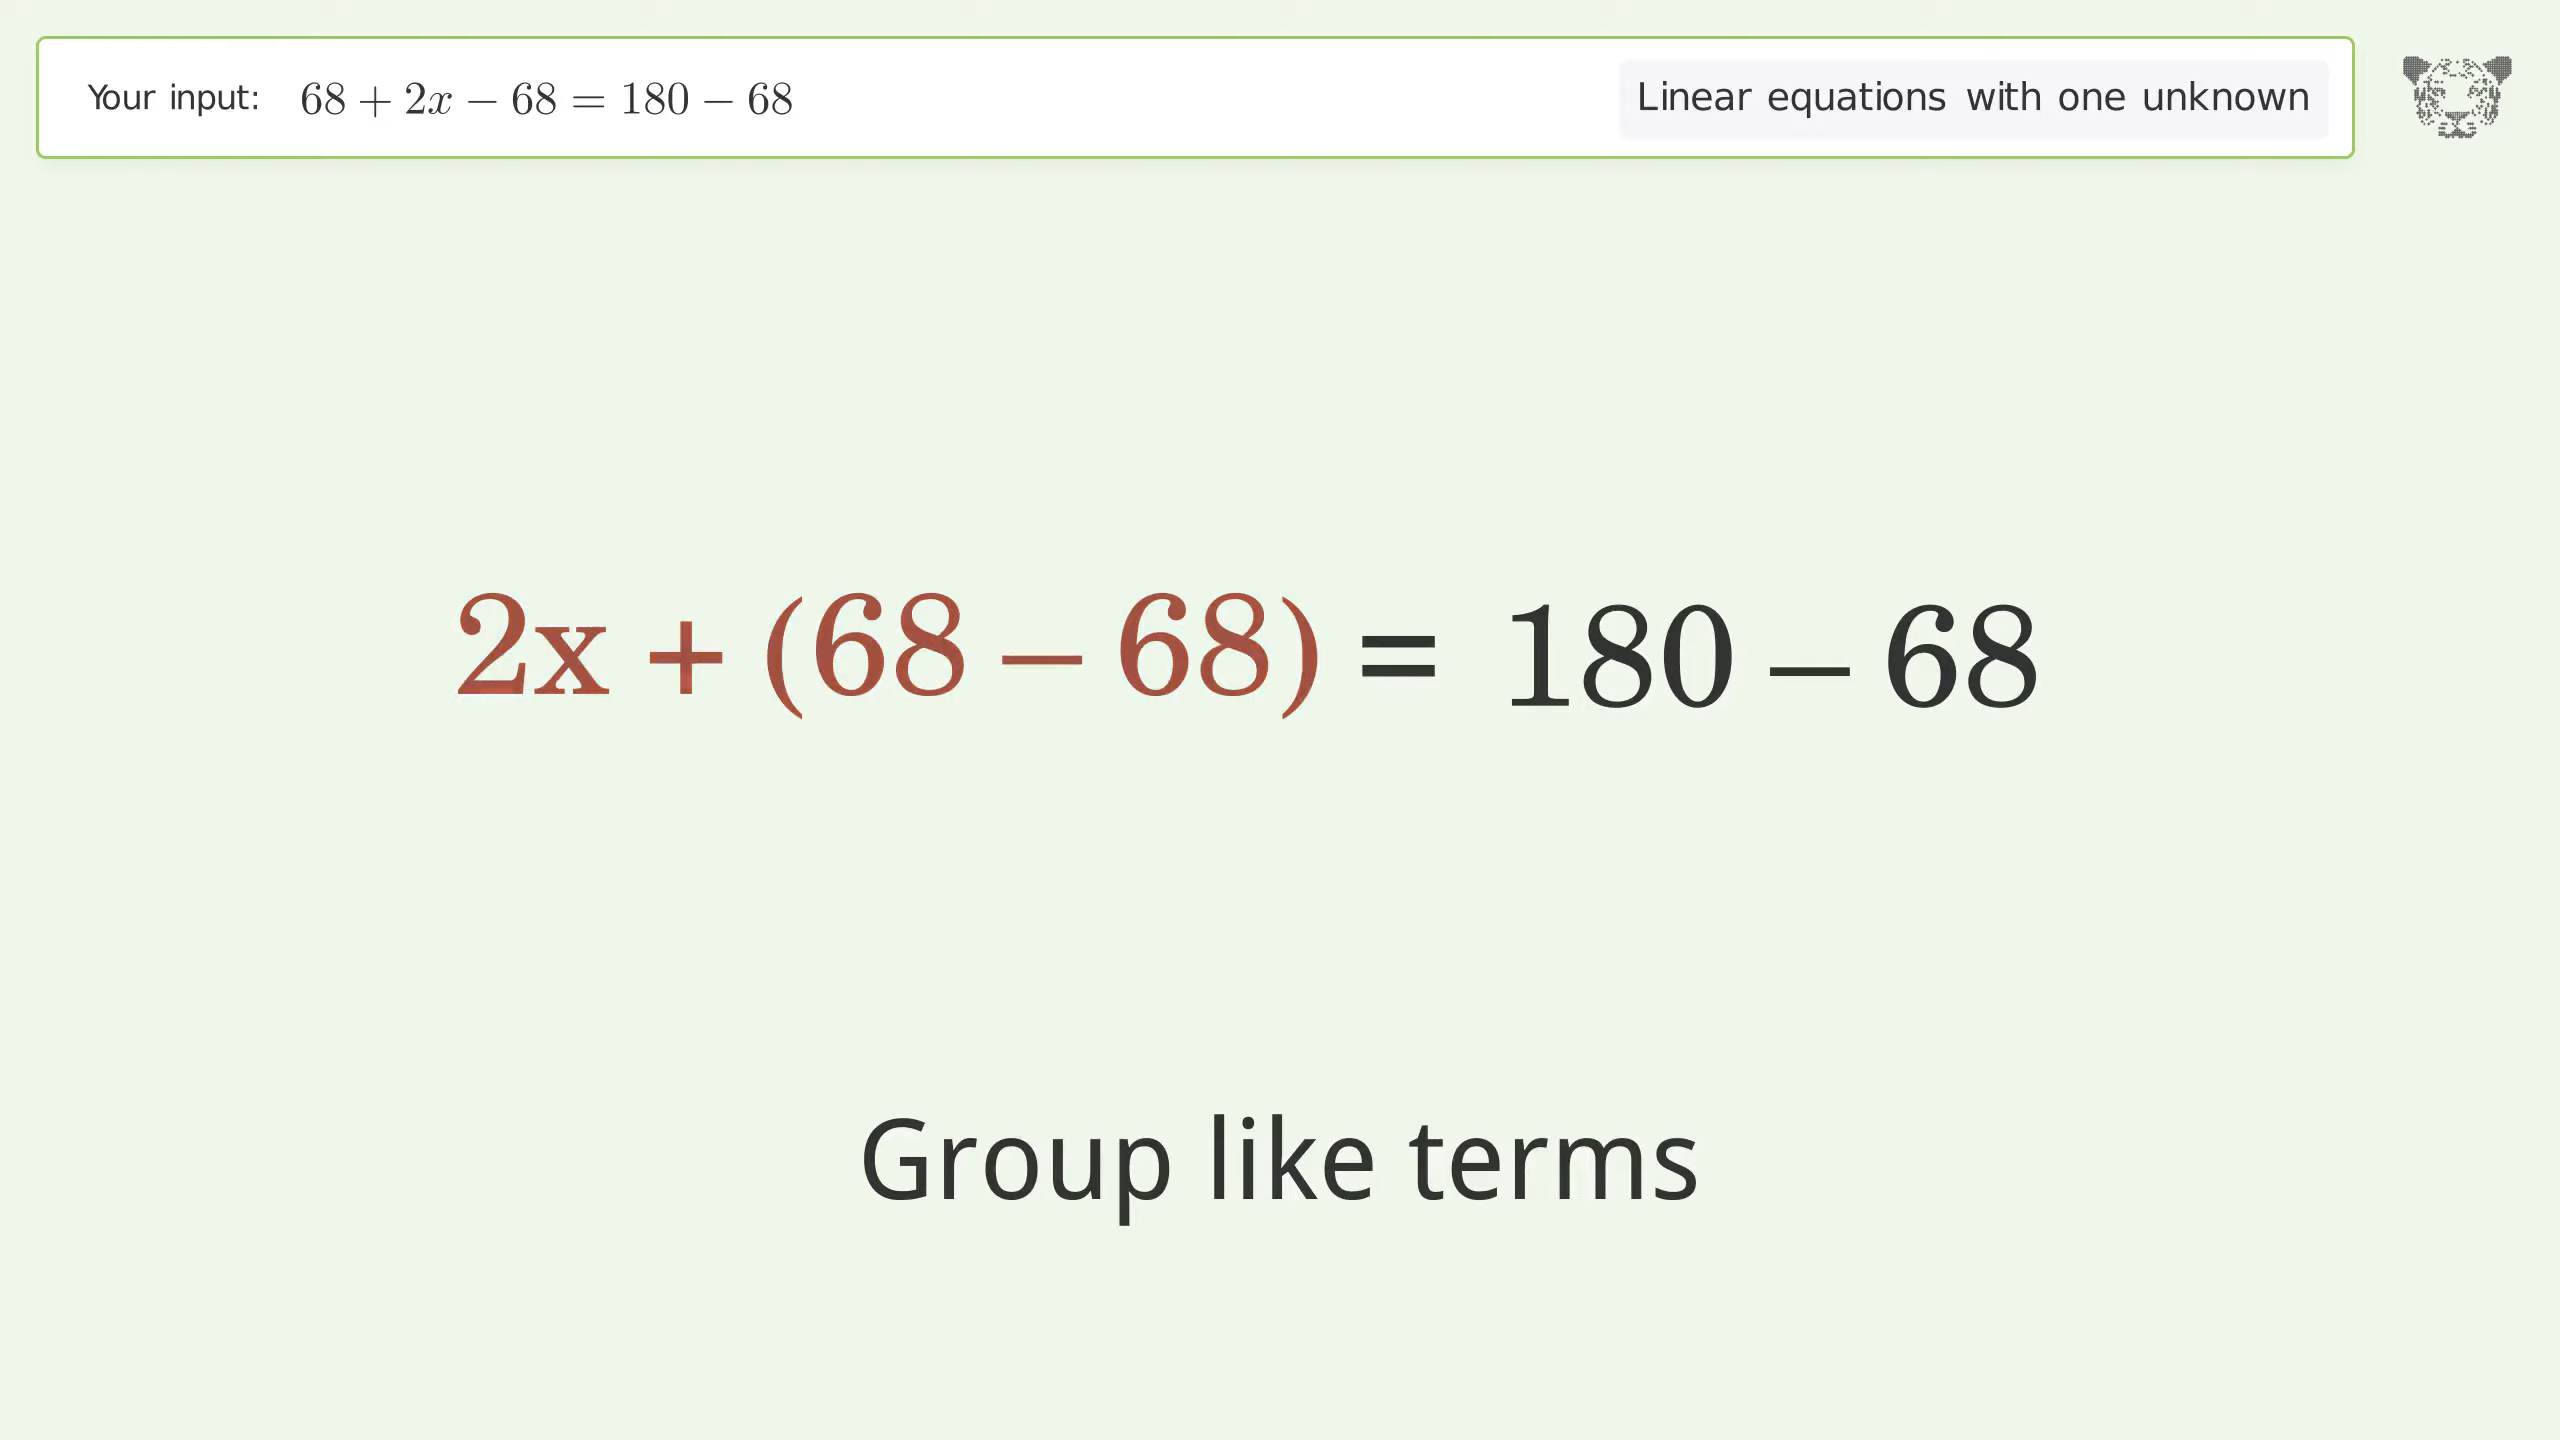 Your input: 68 + 2x − 68 = 180 − 68
Linear equations with one unknown
2x + (68 − 68) = 180 − 68
Group like terms